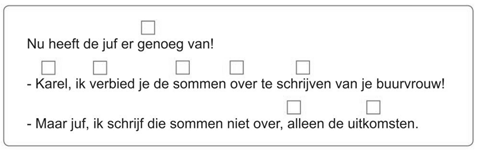 Nu heeft de juf er genoeg van!
- Karel, ik verbied je de sommen over te schrijven van je buurvrouw!
- Maar juf, ik schrijf die sommen niet over, alleen de uitkomsten.